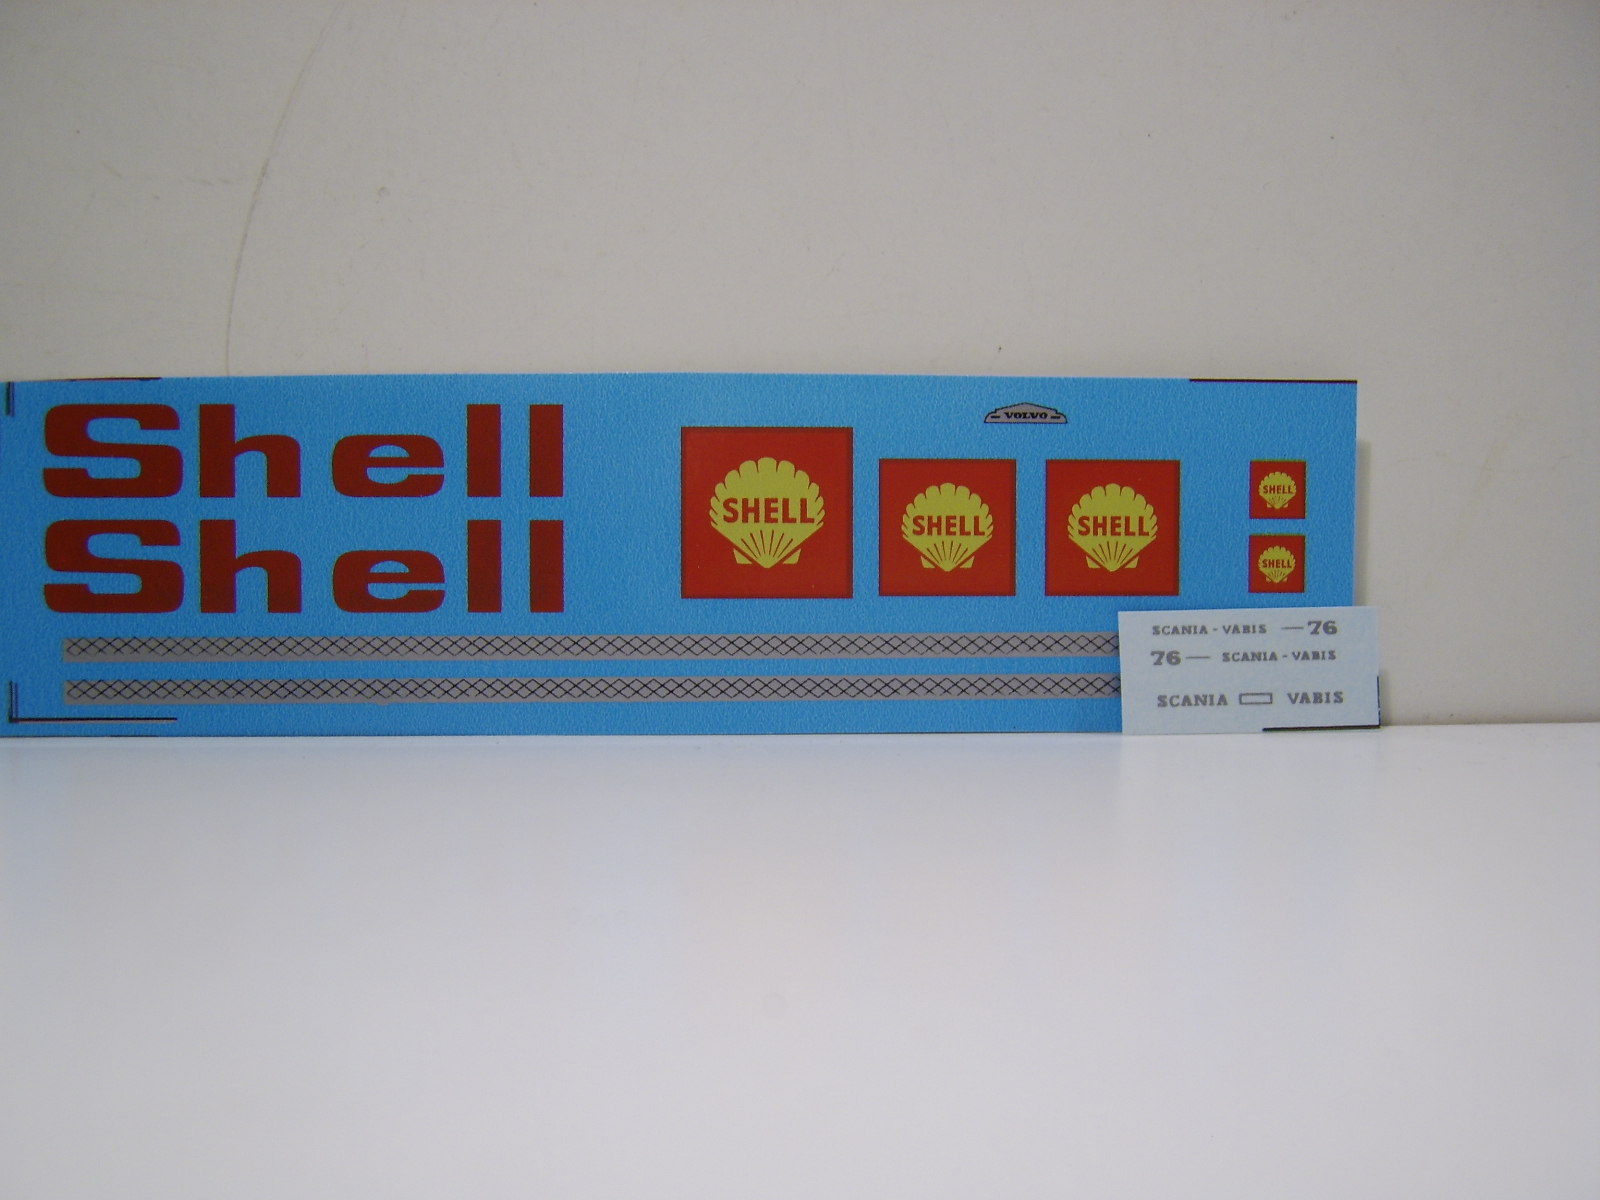 Shell
Shell
VOLVO
SHELL
SHELL
SHELL
SHELL
SHELL
SCANIA - VABIS — 76
76 — SCANIA - VABIS
SCANIA VABIS